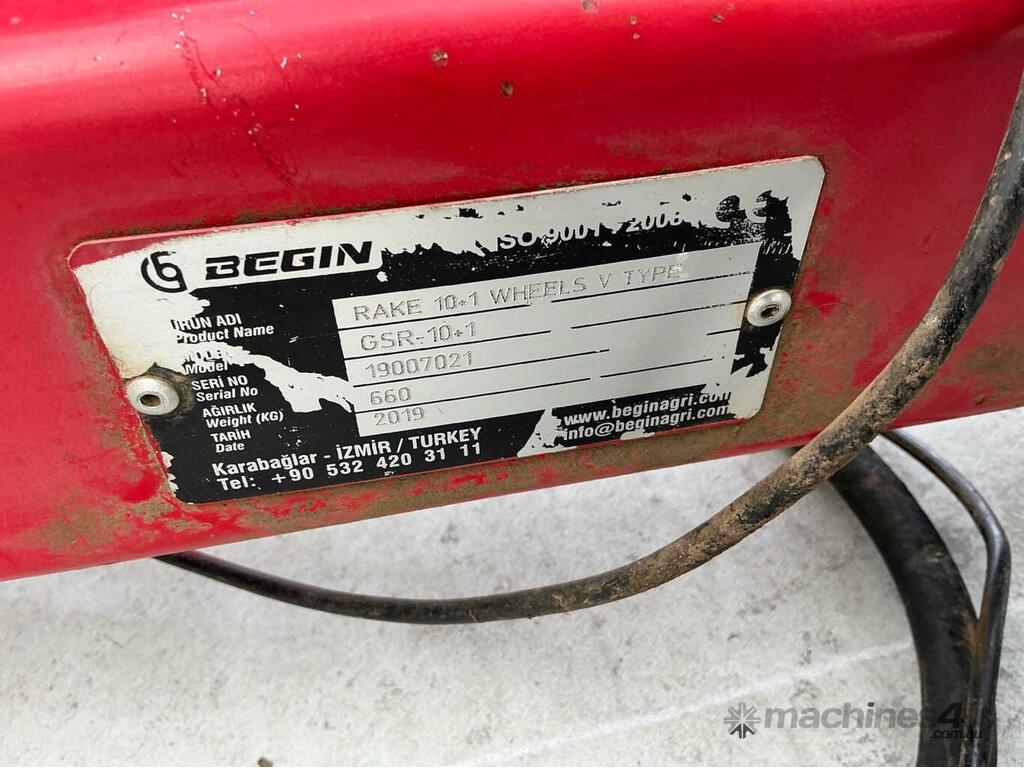 BEGIN
SO 9001 - 2008
ÜRÜN ADI
Product Name
RAKE 10+1 WHEELS V TYPE
Model
GSR-10+1
SERİ NO
Serial No
19007021
AĞIRLIK
Weight (KG)
660
TARİH
Date
2019
Karabağlar - İZMİR / TURKEY
Tel: +90 532 420 31 11
www.beginagri.com
info@beginagri.com
machines4
.com.au